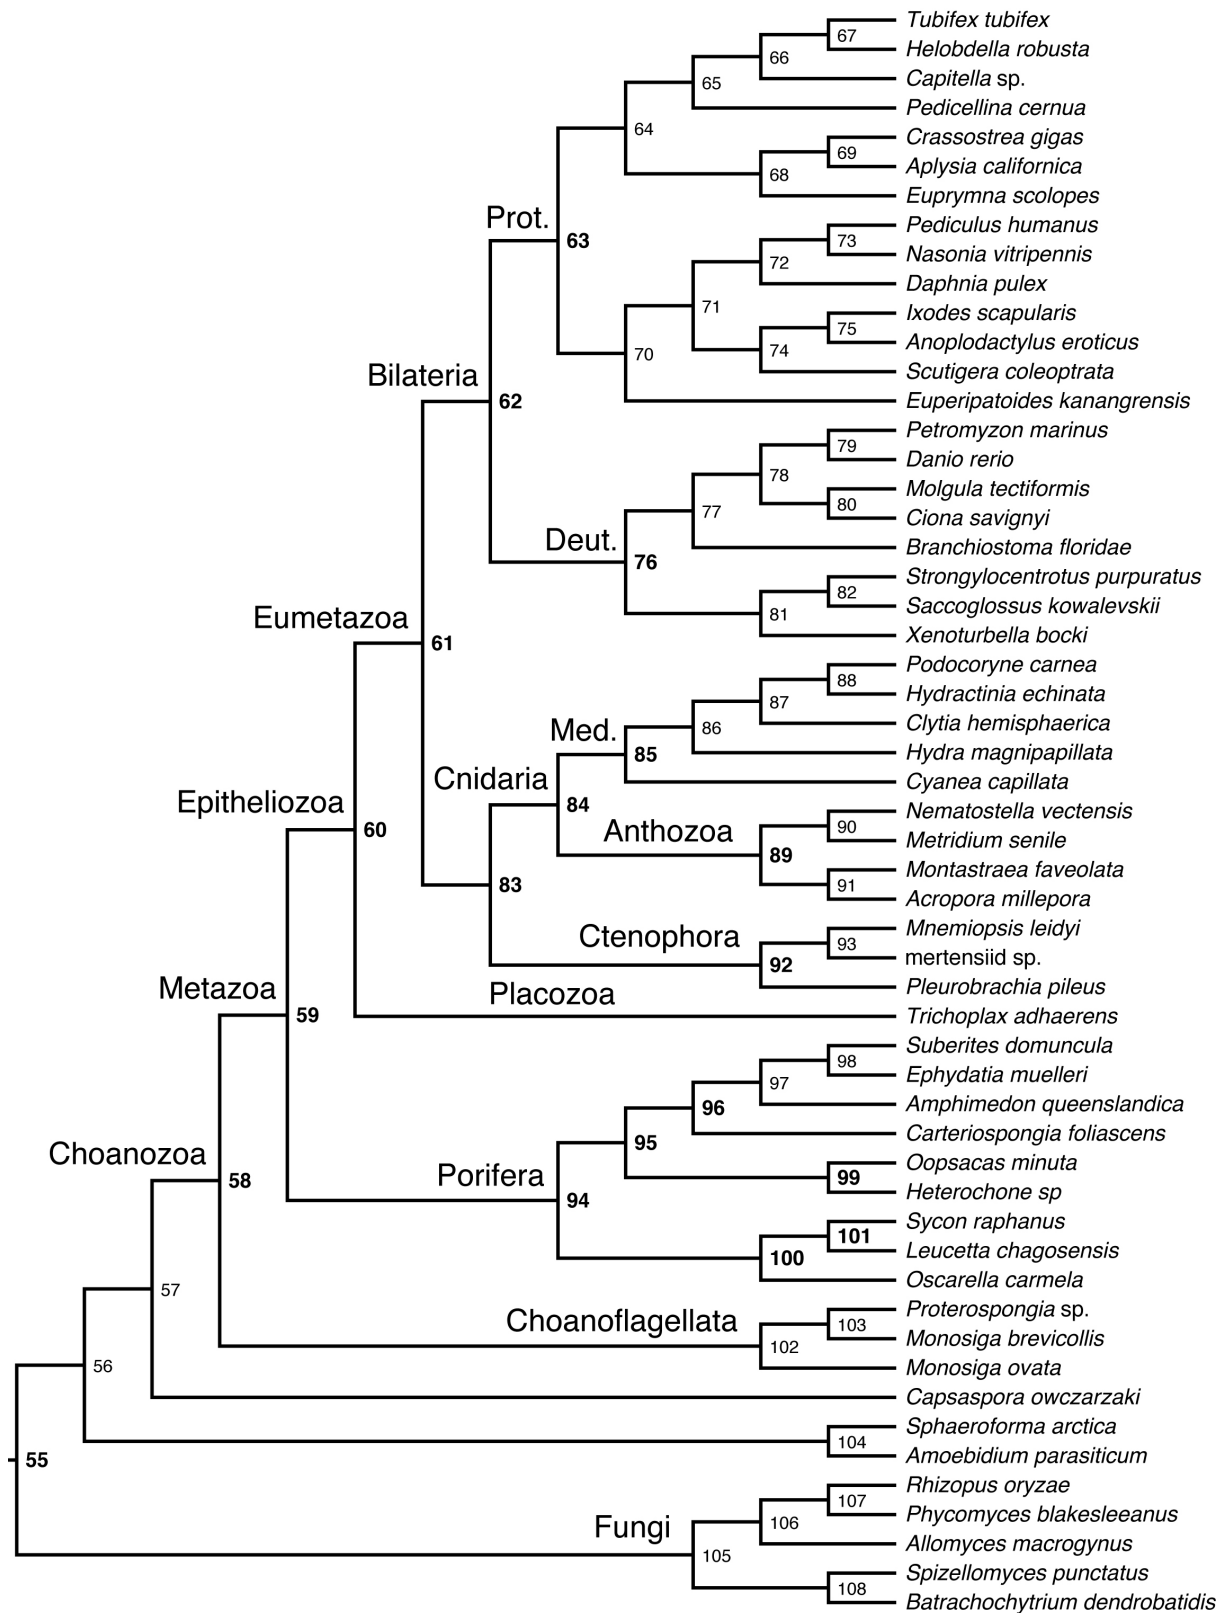 Tubifex tubifex
67
Helobdella robusta
66
Capitella sp.
65
Pedicellina cernua
64
Crassostrea gigas
69
Aplysia californica
68
Euprymna scolopes
Prot.
63
Pediculus humanus
73
Nasonia vitripennis
72
Daphnia pulex
71
Ixodes scapularis
75
Anoplodactylus eroticus
74
70
Scutigera coleoptrata
Bilateria
62
Euperipatoides kanangrensis
Petromyzon marinus
79
Danio rerio
78
Molgula tectiformis
80
77
Ciona savignyi
Deut.
76
Branchiostoma floridae
Strongylocentrotus purpuratus
82
Saccoglossus kowalevskii
81
Eumetazoa
61
Xenoturbella bocki
Podocoryne carnea
88
Hydractinia echinata
87
Clytia hemisphaerica
86
Med.
85
Hydra magnipapillata
Cnidaria
84
Cyanea capillata
Epitheliozoa
60
Nematostella vectensis
90
Anthozoa
89
Metridium senile
Montastraea faveolata
91
83
Acropora millepora
Ctenophora
92
Mnemiopsis leidyi
93
mertensiid sp.
Pleurobrachia pileus
Metazoa
59
Placozoa
Trichoplax adhaerens
Suberites domuncula
98
Ephydatia muelleri
97
Amphimedon queenslandica
96
Carteriospongia foliascens
95
Choanozoa
58
Oopsacas minuta
99
Porifera
94
Heterochone sp
Sycon raphanus
101
Leucetta chagosensis
100
Oscarella carmela
57
Choanoflagellata
102
Proterospongia sp.
103
Monosiga brevicollis
Monosiga ovata
56
Capsaspora owczarzaki
Sphaeroforma arctica
104
Amoebidium parasiticum
55
Rhizopus oryzae
107
Phycomyces blakesleeanus
106
Fungi
105
Allomyces macrogynus
Spizellomyces punctatus
108
Batrachochytrium dendrobatidis